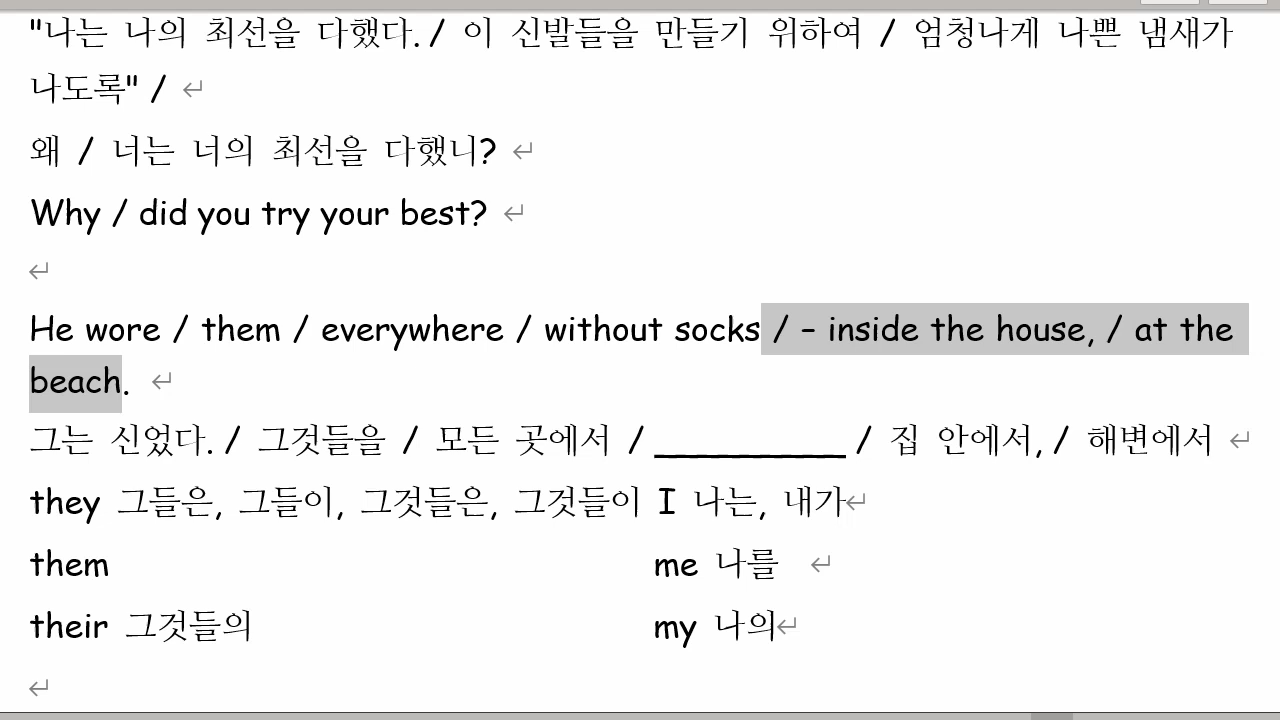 "나는 나의 최선을 다했다. / 이 신발들을 만들기 위하여 / 엄청나게 나쁜 냄새가
나도록" /
왜 / 너는 너의 최선을 다했니?
Why / did you try your best?
He wore / them / everywhere / without socks / – inside the house, / at the
beach.
그는 신었다. / 그것들을 / 모든 곳에서 / __________ / 집 안에서, / 해변에서
they 그들은, 그들이, 그것들은, 그것들이 I 나는, 내가
them me 나를
their 그것들의 my 나의